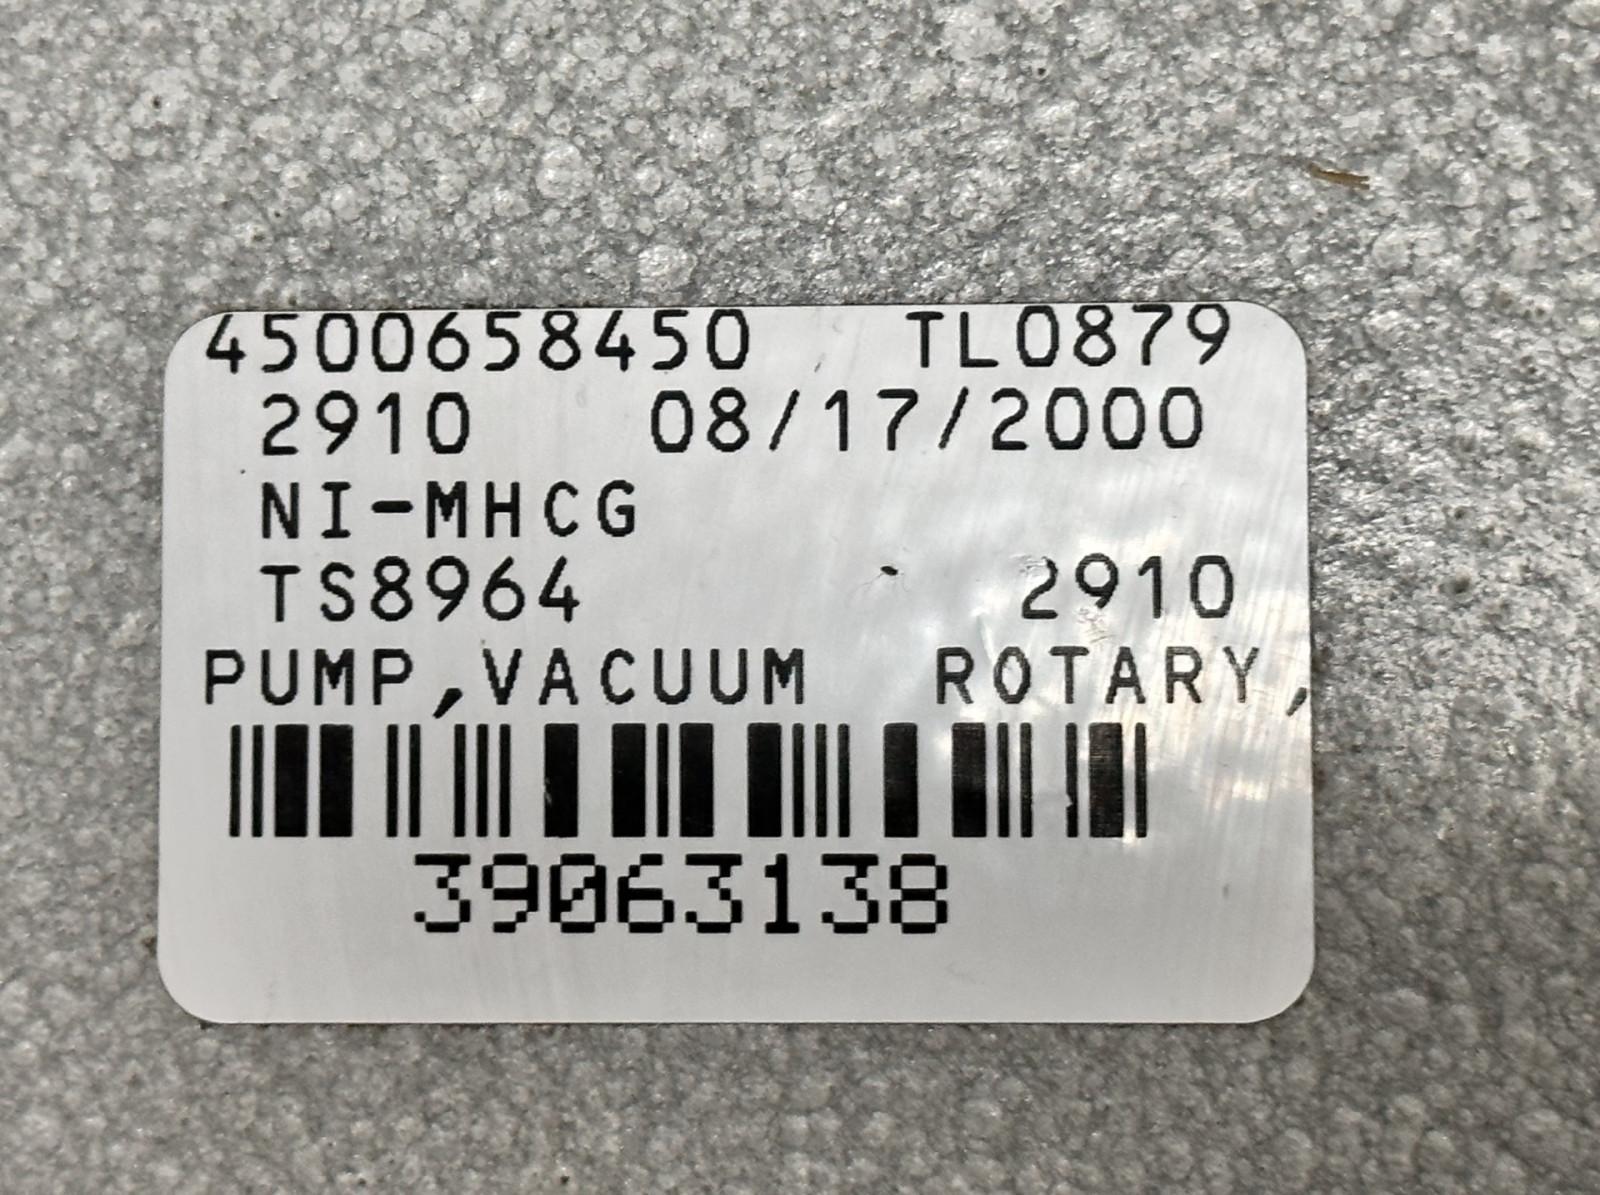 4500658450 TL0879
2910 08/17/2000
NI-MHCG
TS8964 2910
PUMP,VACUUM ROTARY,
39063138